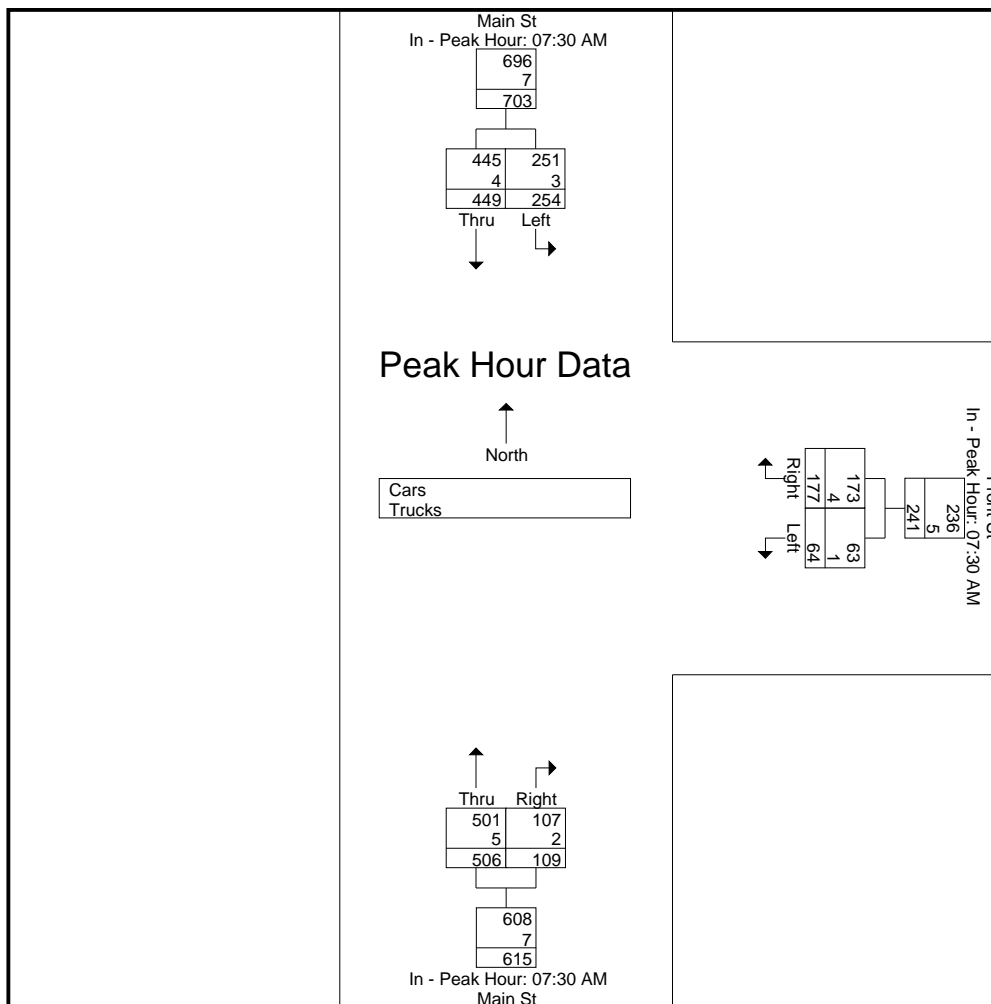 Main St
In - Peak Hour: 07:30 AM
696
7
703
445 251
4 3
449 254
Thru Left
Peak Hour Data
North
Cars
Trucks
In - Peak Hour: 07:30 AM
236
5
241
173 63
4 1
177 64
Right Left
Thru Right
501 107
5 2
506 109
608
7
615
In - Peak Hour: 07:30 AM
Main St